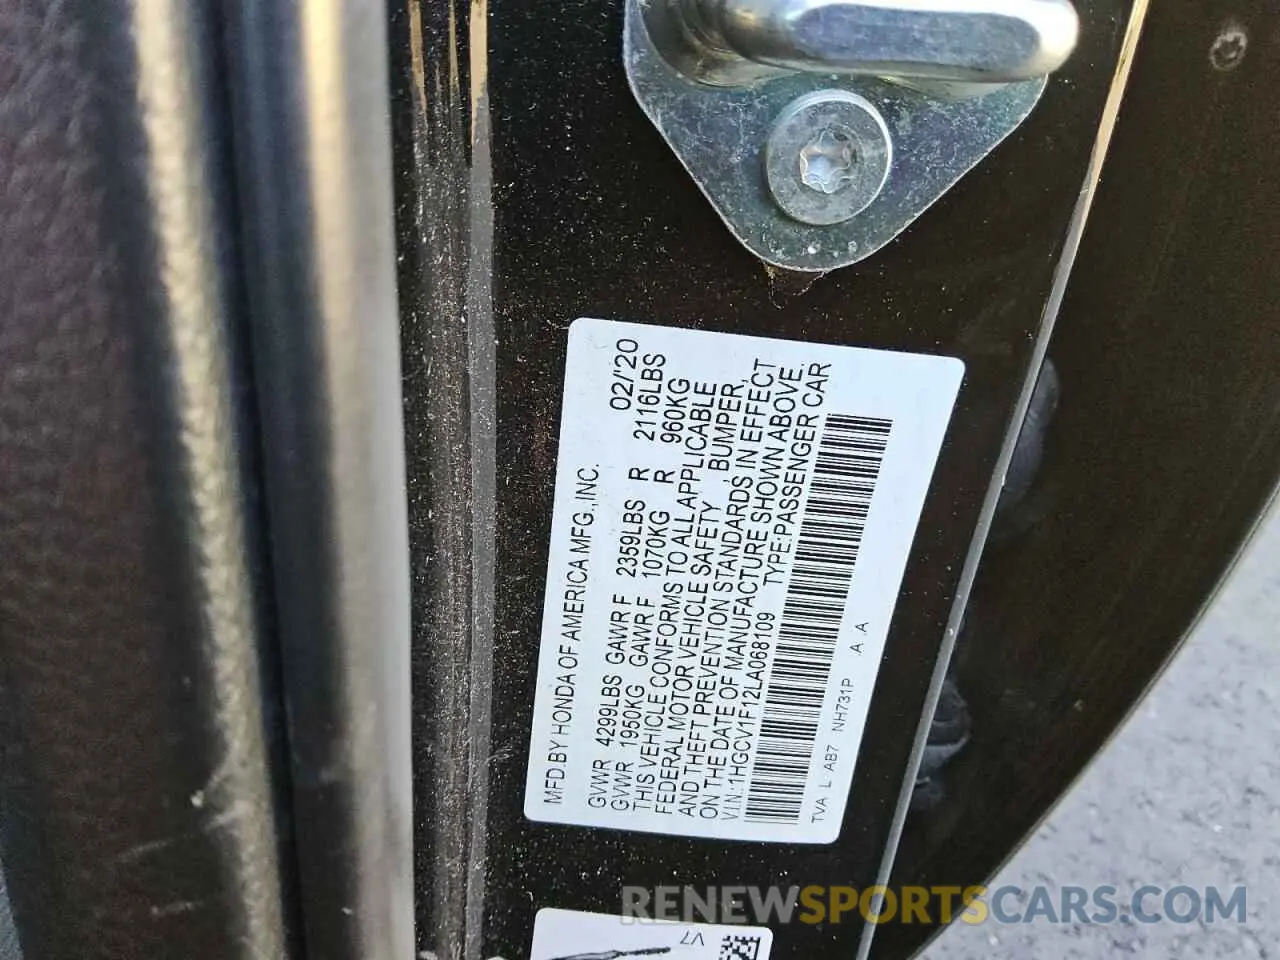 MFD.BY HONDA OF AMERICA MFG.,INC. 02/'20
GVWR 4299LBS GAWR F 2359LBS R 2116LBS
GVWR 1950KG GAWR F 1070KG R 960KG
THIS VEHICLE CONFORMS TO ALL APPLICABLE
FEDERAL MOTOR VEHICLE SAFETY , BUMPER,
AND THEFT PREVENTION STANDARDS IN EFFECT
ON THE DATE OF MANUFACTURE SHOWN ABOVE.
V.I.N.:1HGCV1F12LA068109 TYPE:PASSENGER CAR
TVA L AB7 NH731P .A .A
V7
RENEWSPORTSCARS.COM